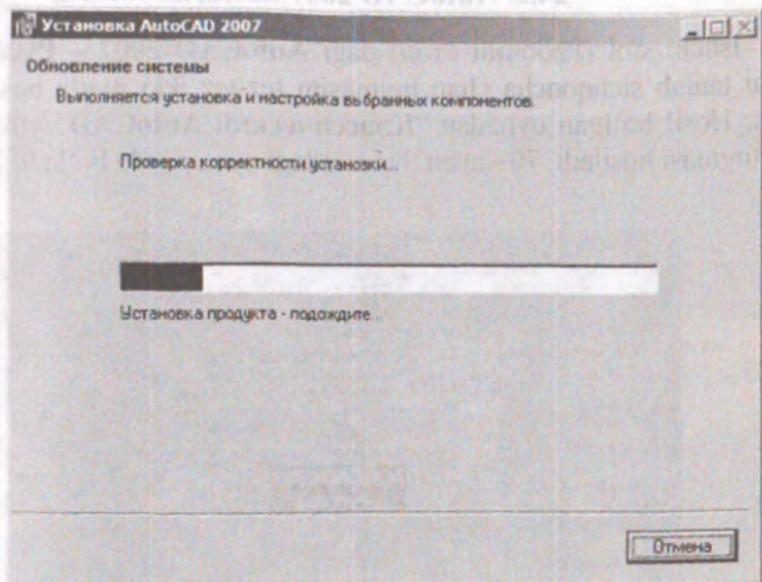 Установка AutoCAD 2007
Обновление системы
Выполняется установка и настройка выбранных компонентов.
Проверка корректности установки...
Установка продукта - подождите...
Отмена